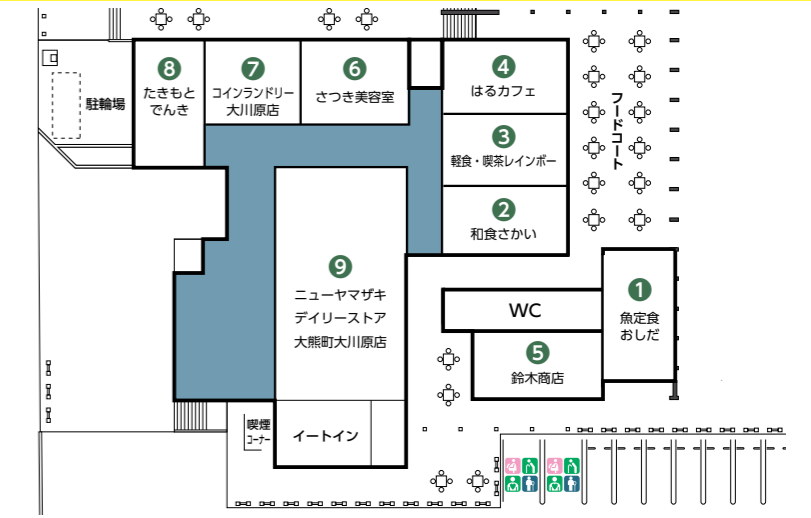 8
たきもと
でんき
7
コインランドリー
大川原店
6
さつき美容室
4
はるカフェ
駐輪場
フードコート
3
軽食・喫茶レインボー
2
和食さかい
9
ニューヤマザキ
デイリーストア
大熊町大川原店
1
魚定食
おしだ
WC
5
鈴木商店
喫煙
コーナー
イートイン